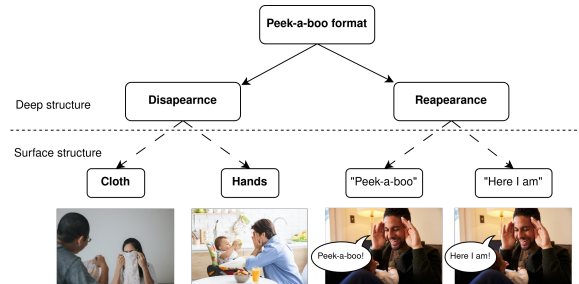 Peek-a-boo format
Disapearnce
Reapearance
Deep structure
Surface structure
Cloth
Hands
"Peek-a-boo"
"Here I am"
Peek-a-boo!
Here I am!